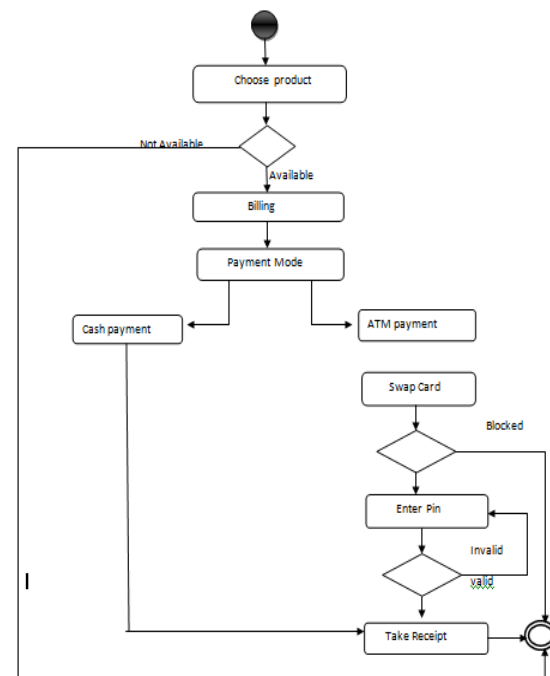 Choose product
Not Available
Available
Billing
Payment Mode
Cash payment
ATM payment
Swap Card
Blocked
Enter Pin
Invalid
valid
Take Receipt